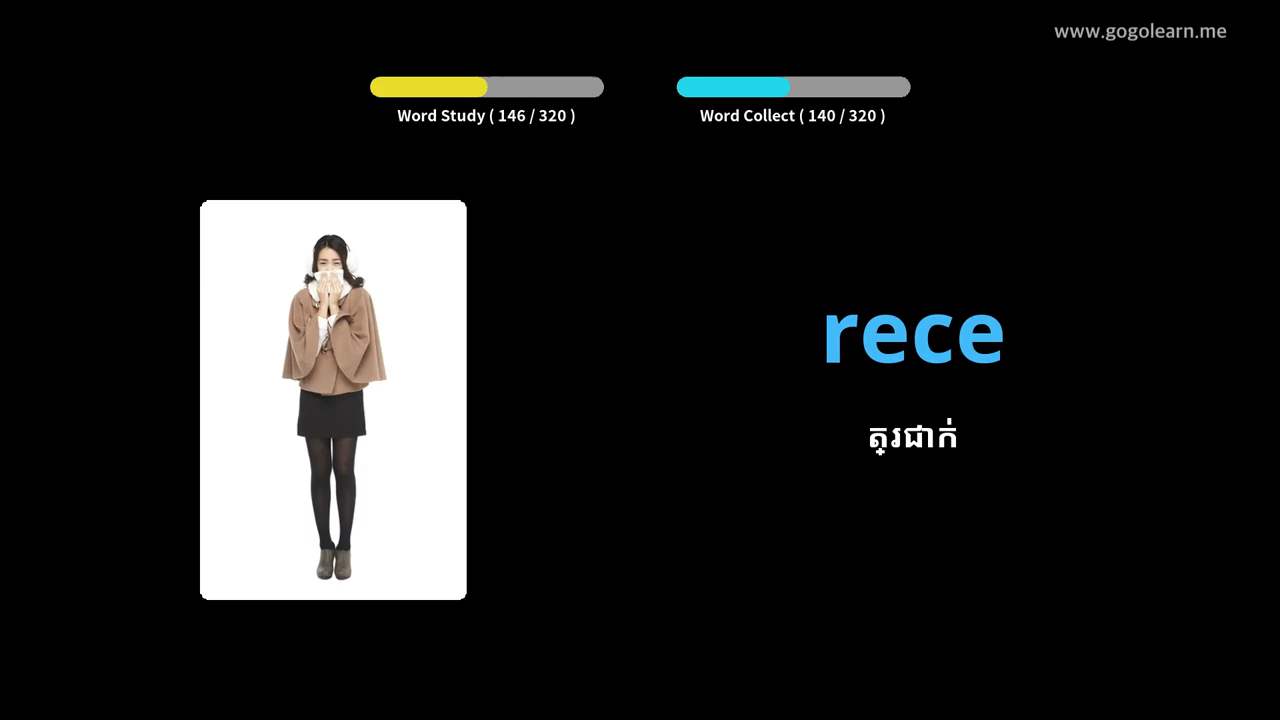 www.gogolearn.me
Word Study ( 146 / 320 )
Word Collect ( 140 / 320 )
rece
ត្រជាក់